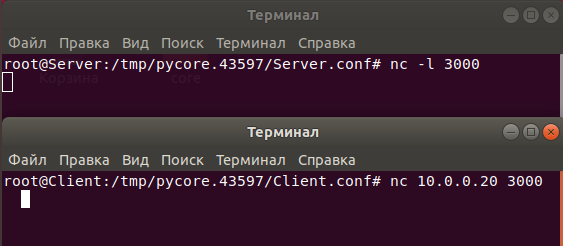 Терминал
Файл Правка Вид Поиск Терминал Справка
root@Server:/tmp/pycore.43597/Server.conf# nc -l 3000
Корзина core
Терминал
Файл Правка Вид Поиск Терминал Справка
root@Client:/tmp/pycore.43597/Client.conf# nc 10.0.0.20 3000